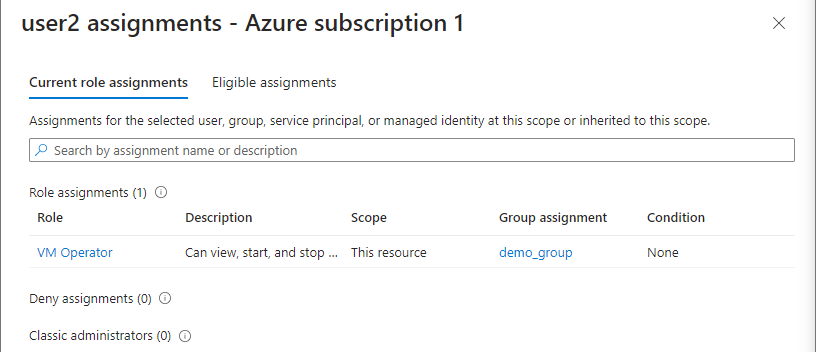 user2 assignments - Azure subscription 1
Current role assignments Eligible assignments
Assignments for the selected user, group, service principal, or managed identity at this scope or inherited to this scope.
Search by assignment name or description
Role assignments (1)
Role Description Scope Group assignment Condition
VM Operator Can view, start, and stop ... This resource demo_group None
Deny assignments (0)
Classic administrators (0)